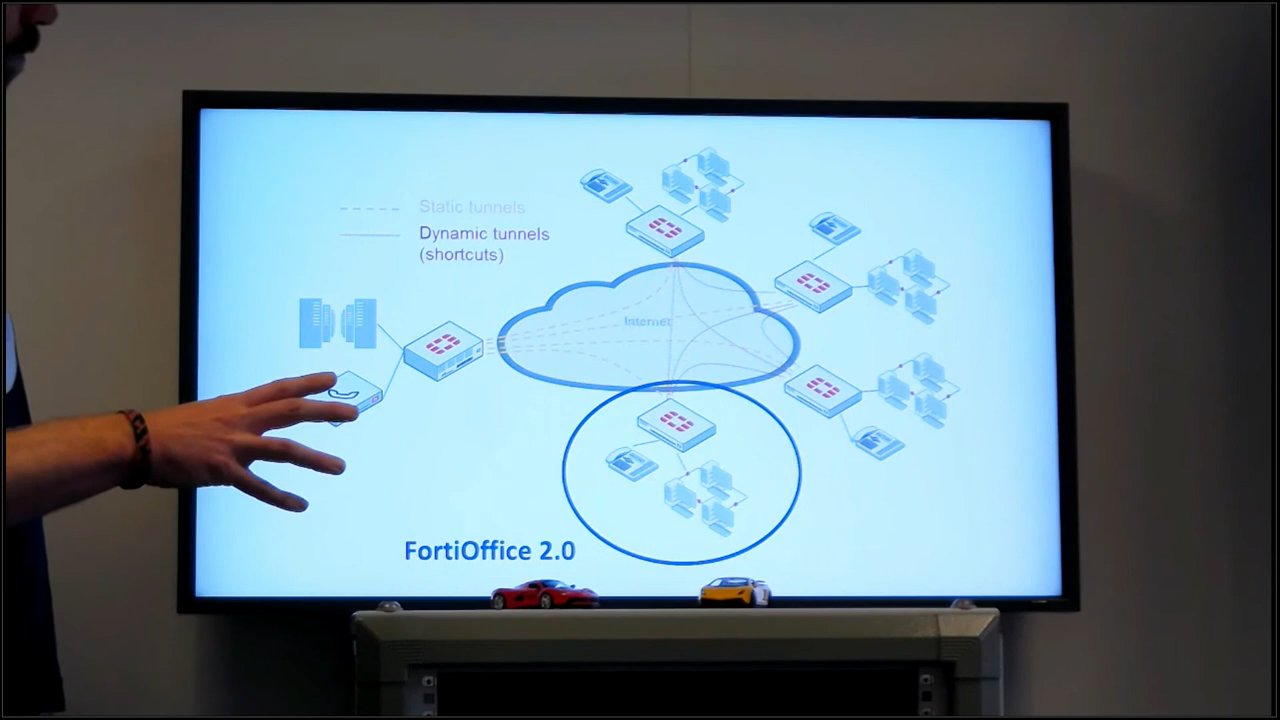 Static tunnels
Dynamic tunnels
(shortcuts)
Internet
FortiOffice 2.0